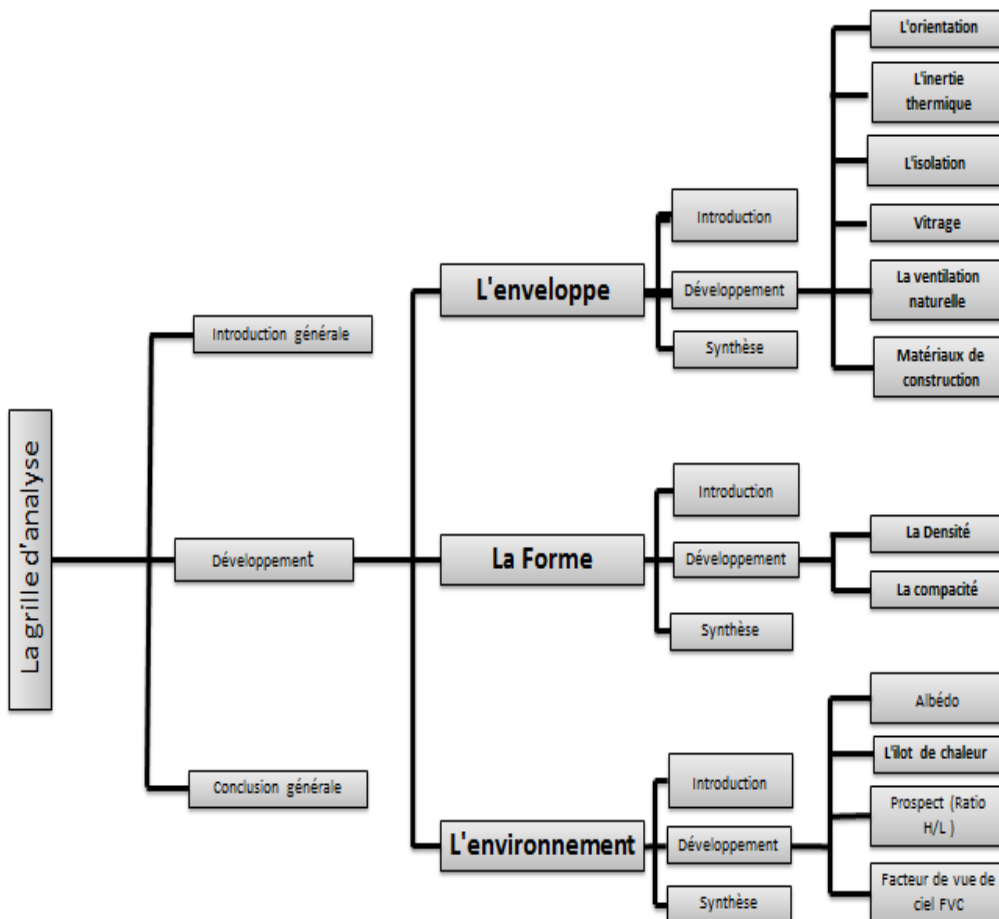 La grille d'analyse
Introduction générale
Développement
Conclusion générale
L'enveloppe
Introduction
Développement
Synthèse
L'orientation
L'inertie
thermique
L'isolation
Vitrage
La ventilation
naturelle
Matériaux de
construction
La Forme
Introduction
Développement
Synthèse
La Densité
La compacité
L'environnement
Introduction
Développement
Synthèse
Albédo
L'ilot de chaleur
Prospect (Ratio
H/L )
Facteur de vue de
ciel FVC